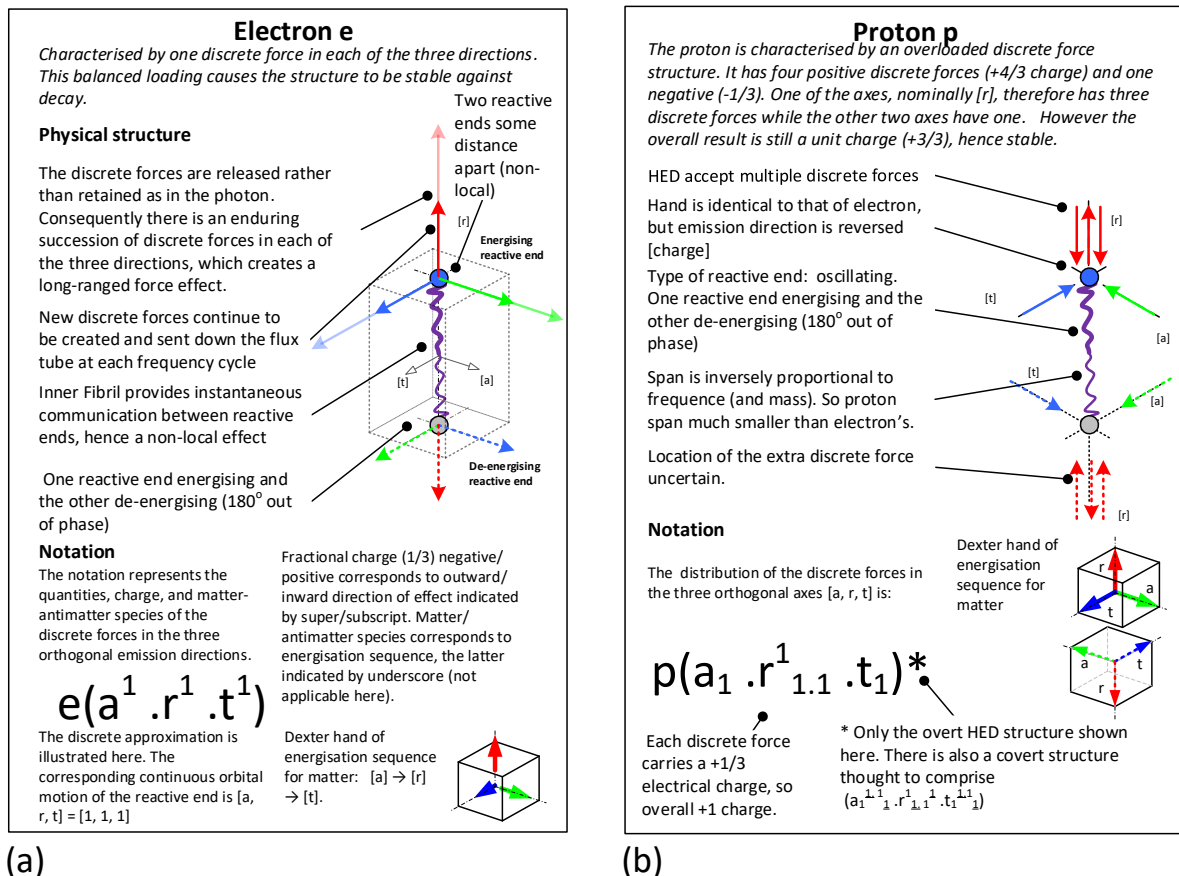 Electron e
Characterised by one discrete force in each of the three directions.
This balanced loading causes the structure to be stable against
decay.
Two reactive
ends some
distance
apart (non-
local)
Physical structure
The discrete forces are released rather
than retained as in the photon.
Consequently there is an enduring
succession of discrete forces in each of
the three directions, which creates a
long-ranged force effect.
[r]
Energising
reactive end
New discrete forces continue to
be created and sent down the flux
tube at each frequency cycle
[t]
[a]
Inner Fibril provides instantaneous
communication between reactive
ends, hence a non-local effect
De-energising
reactive end
One reactive end energising and
the other de-energising (180° out
of phase)
Notation
The notation represents the
quantities, charge, and matter-
antimatter species of the
discrete forces in the three
orthogonal emission directions.
Fractional charge (1/3) negative/
positive corresponds to outward/
inward direction of effect indicated
by super/subscript. Matter/
antimatter species corresponds to
energisation sequence, the latter
indicated by underscore (not
applicable here).
e(a¹ .r¹ .t¹)
The discrete approximation is
illustrated here. The
corresponding continuous orbital
motion of the reactive end is [a,
r, t] = [1, 1, 1]
Dexter hand of
energisation sequence
for matter: [a] → [r]
→ [t].
(a)
Proton p
The proton is characterised by an overloaded discrete force
structure. It has four positive discrete forces (+4/3 charge) and one
negative (-1/3). One of the axes, nominally [r], therefore has three
discrete forces while the other two axes have one. However the
overall result is still a unit charge (+3/3), hence stable.
HED accept multiple discrete forces
Hand is identical to that of electron,
but emission direction is reversed
[charge]
[r]
Type of reactive end: oscillating.
One reactive end energising and the
other de-energising (180° out of
phase)
[t]
[a]
Span is inversely proportional to
frequency (and mass). So proton
span much smaller than electron's.
[t]
[a]
Location of the extra discrete force
uncertain.
[r]
Notation
The distribution of the discrete forces in
the three orthogonal axes [a, r, t] is:
Dexter hand of
energisation
sequence for
matter
r
a
t
a
t
r
p(a₁ .r¹₁.₁ .t₁)*
Each discrete force
carries a +1/3
electrical charge, so
overall +1 charge.
* Only the overt HED structure shown
here. There is also a covert structure
thought to comprise
(a₁¹·¹₁ .r¹₁.₁¹ .t₁¹·¹₁)
(b)